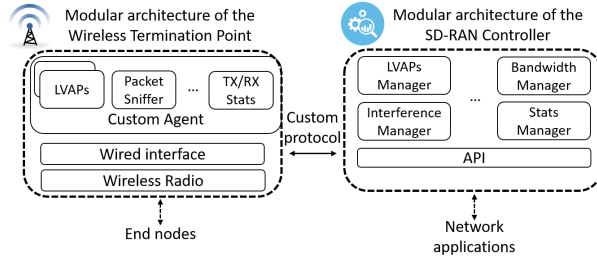 Modular architecture of the
Wireless Termination Point
LVAPs
Packet
Sniffer
...
TX/RX
Stats
Custom Agent
Wired interface
Wireless Radio
End nodes
Custom
protocol
Modular architecture of the
SD-RAN Controller
LVAPs
Manager
...
Bandwidth
Manager
Interference
Manager
Stats
Manager
API
Network
applications